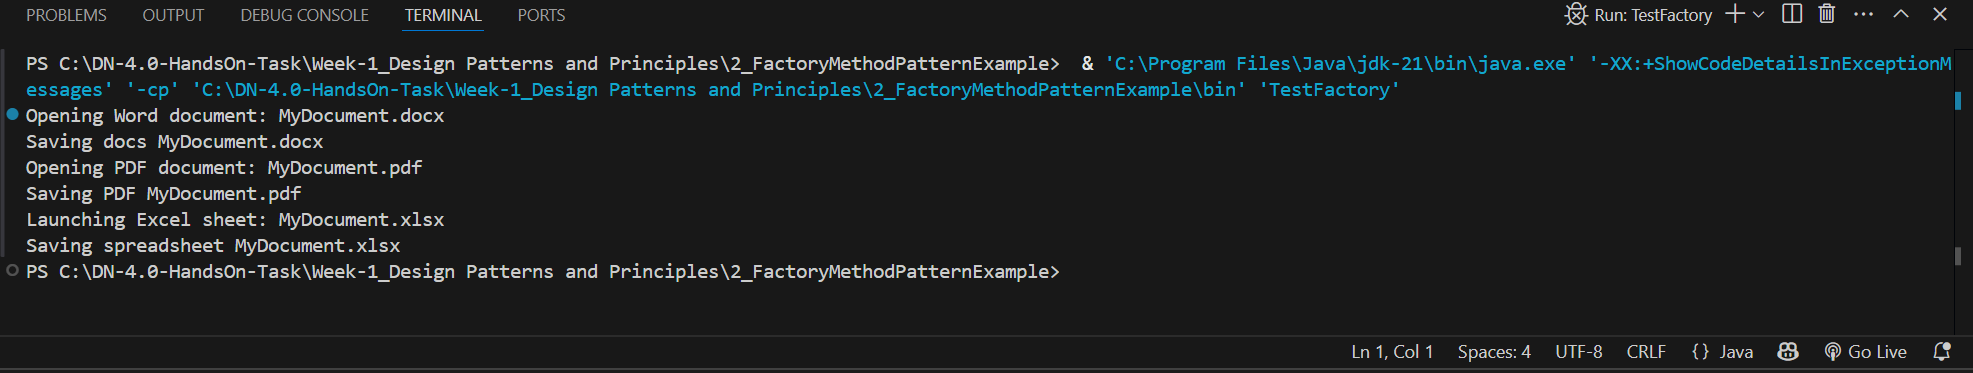 PROBLEMS OUTPUT DEBUG CONSOLE TERMINAL PORTS Run: TestFactory
PS C:\DN-4.0-HandsOn-Task\Week-1_Design Patterns and Principles\2_FactoryMethodPatternExample>  & 'C:\Program Files\Java\jdk-21\bin\java.exe' '-XX:+ShowCodeDetailsInExceptionM
essages' '-cp' 'C:\DN-4.0-HandsOn-Task\Week-1_Design Patterns and Principles\2_FactoryMethodPatternExample\bin' 'TestFactory'
Opening Word document: MyDocument.docx
Saving docs MyDocument.docx
Opening PDF document: MyDocument.pdf
Saving PDF MyDocument.pdf
Launching Excel sheet: MyDocument.xlsx
Saving spreadsheet MyDocument.xlsx
PS C:\DN-4.0-HandsOn-Task\Week-1_Design Patterns and Principles\2_FactoryMethodPatternExample>
Ln 1, Col 1 Spaces: 4 UTF-8 CRLF {} Java Go Live